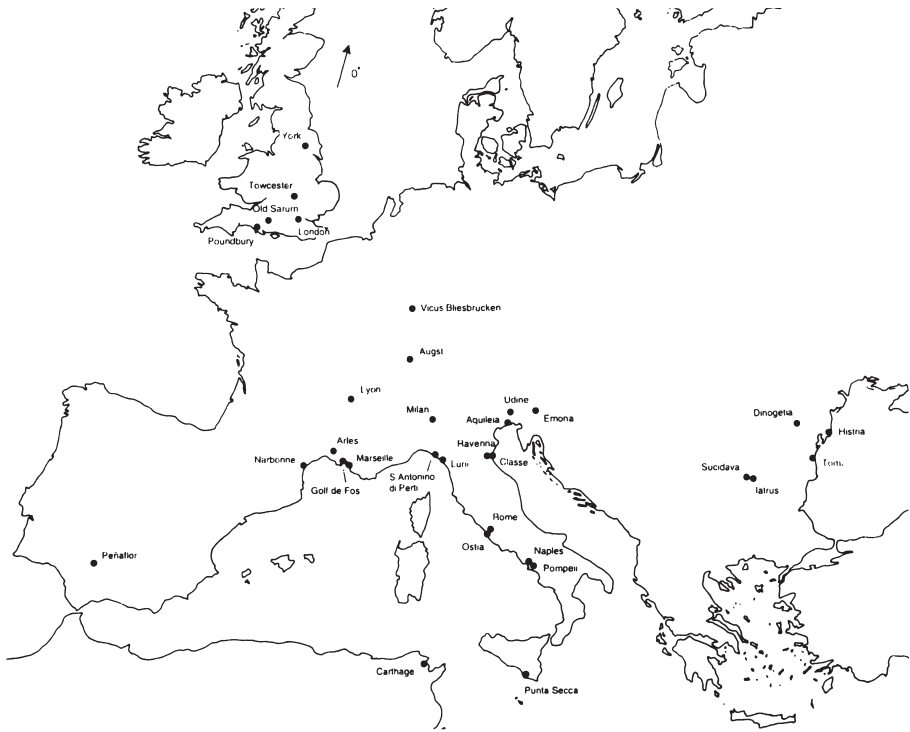 0°
York
Towcester
Old Sarum
London
Poundbury
Vicus Bliesbrucken
Augst
Lyon
Milan
Udine
Aquileia
Emona
Dinogetia
Histria
Arles
Narbonne
Marseille
Golf de Fos
S Antonino
di Perti
Luni
Ravenna
Classe
Tomi
Sucidava
Iatrus
Rome
Ostia
Naples
Pompeii
Peñaflor
Carthage
Punta Secca